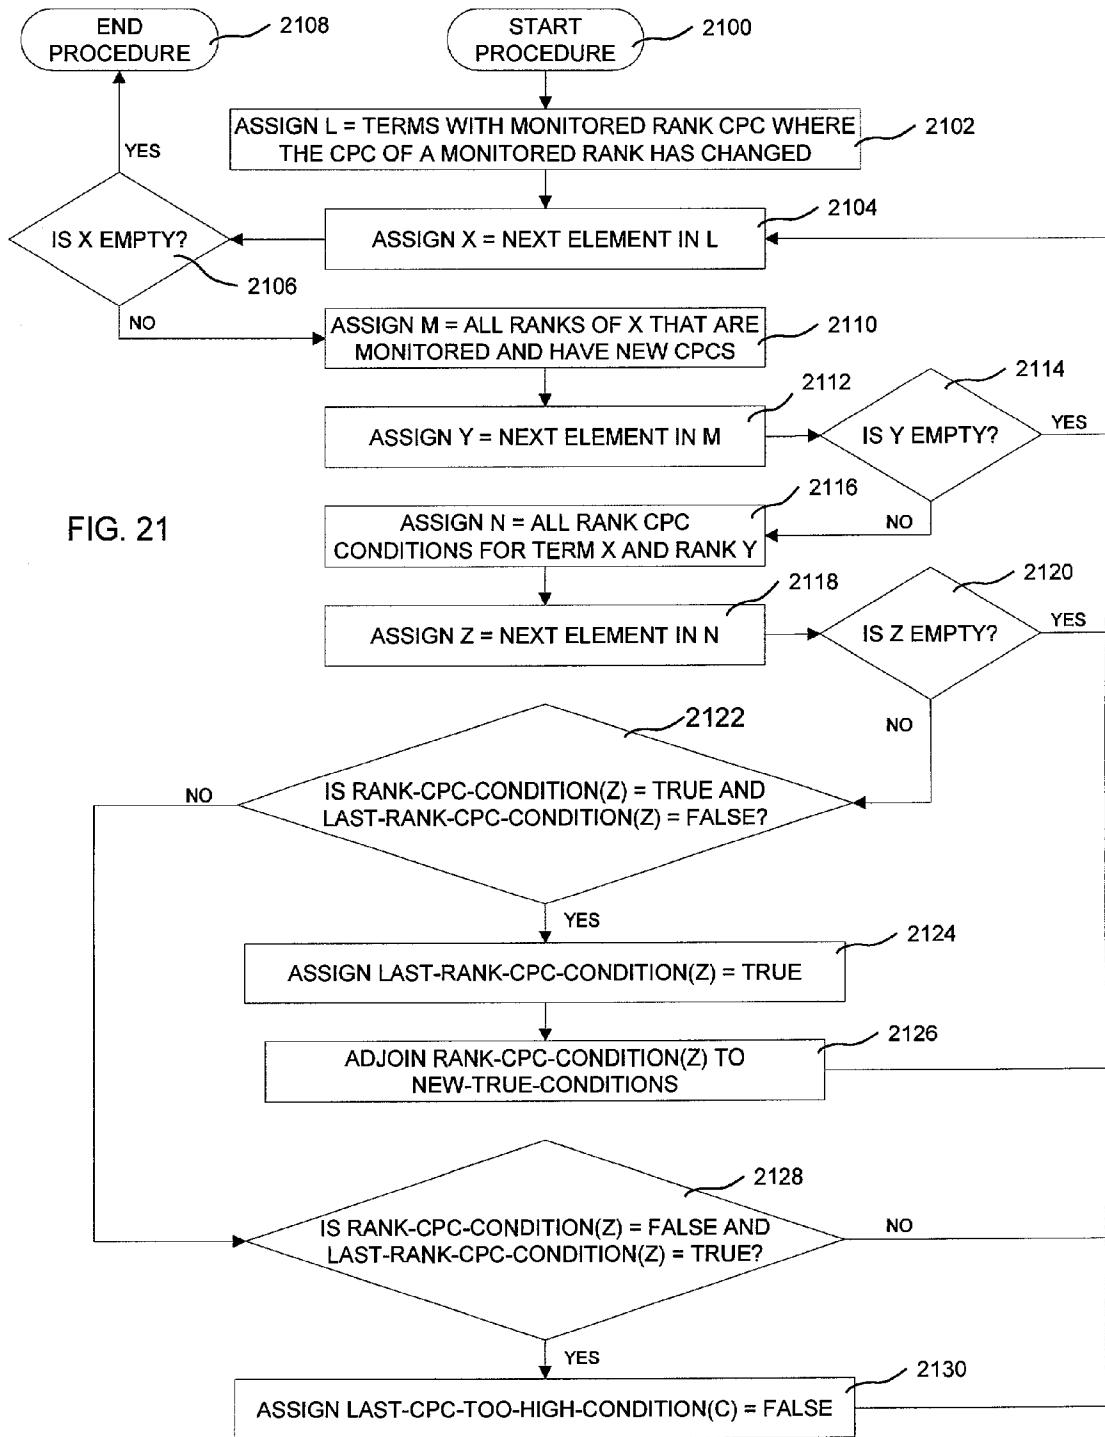 END
PROCEDURE
2108
START
PROCEDURE
2100
ASSIGN L = TERMS WITH MONITORED RANK CPC WHERE
THE CPC OF A MONITORED RANK HAS CHANGED
2102
YES
ASSIGN X = NEXT ELEMENT IN L
2104
IS X EMPTY?
2106
NO
ASSIGN M = ALL RANKS OF X THAT ARE
MONITORED AND HAVE NEW CPCS
2110
ASSIGN Y = NEXT ELEMENT IN M
2112
IS Y EMPTY?
2114
YES
NO
FIG. 21
ASSIGN N = ALL RANK CPC
CONDITIONS FOR TERM X AND RANK Y
2116
ASSIGN Z = NEXT ELEMENT IN N
2118
IS Z EMPTY?
2120
YES
NO
2122
IS RANK-CPC-CONDITION(Z) = TRUE AND
LAST-RANK-CPC-CONDITION(Z) = FALSE?
NO
YES
ASSIGN LAST-RANK-CPC-CONDITION(Z) = TRUE
2124
ADJOIN RANK-CPC-CONDITION(Z) TO
NEW-TRUE-CONDITIONS
2126
2128
IS RANK-CPC-CONDITION(Z) = FALSE AND
LAST-RANK-CPC-CONDITION(Z) = TRUE?
NO
YES
ASSIGN LAST-CPC-TOO-HIGH-CONDITION(C) = FALSE
2130